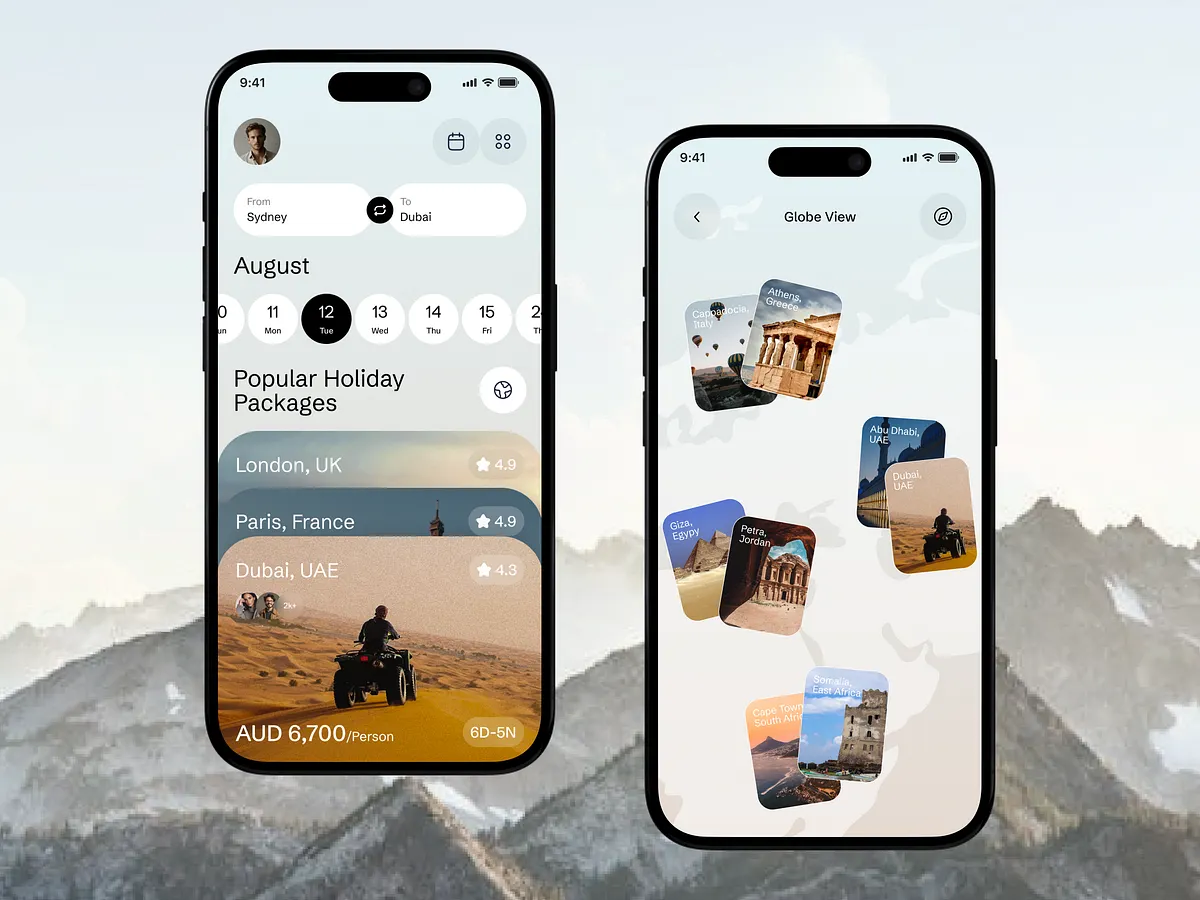 9:41
From
Sydney
To
Dubai
August
11
Mon
12
Tue
13
Wed
14
Thu
15
Fri
Popular Holiday
Packages
London, UK
4.9
Paris, France
4.9
Dubai, UAE
4.3
2k+
AUD 6,700/Person
6D-5N
9:41
Globe View
Cappadocia,
Italy
Athens,
Greece
Abu Dhabi,
UAE
Dubai,
UAE
Giza,
Egypt
Petra,
Jordan
Somalia,
East Africa
Cape Town
South